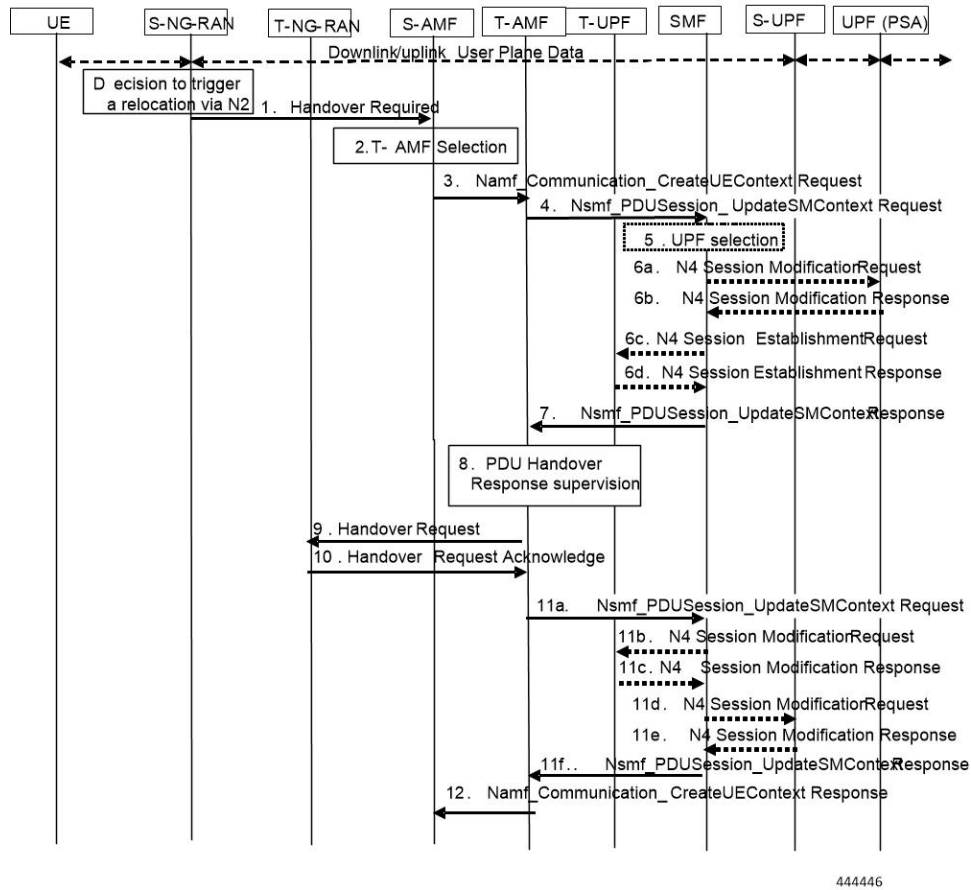 UE S-NG-RAN T-NG-RAN S-AMF T-AMF T-UPF SMF S-UPF UPF (PSA)
Downlink/uplink User Plane Data
D ecision to trigger
a relocation via N2
1. Handover Required
2.T- AMF Selection
3. Namf_Communication_CreateUEContext Request
4. Nsmf_PDUSession_ UpdateSMContext Request
5 . UPF selection
6a. N4 Session ModificationRequest
6b. N4 Session Modification Response
6c. N4 Session EstablishmentRequest
6d. N4 Session Establishment Response
7. Nsmf_PDUSession_UpdateSMContextResponse
8. PDU Handover
Response supervision
9 . Handover Request
10 . Handover Request Acknowledge
11a. Nsmf_PDUSession_UpdateSMContext Request
11b. N4 Session ModificationRequest
11c. N4 Session Modification Response
11d. N4 Session ModificationRequest
11e. N4 Session Modification Response
11f.. Nsmf_PDUSession_UpdateSMContextResponse
12. Namf_Communication_ CreateUEContext Response
444446